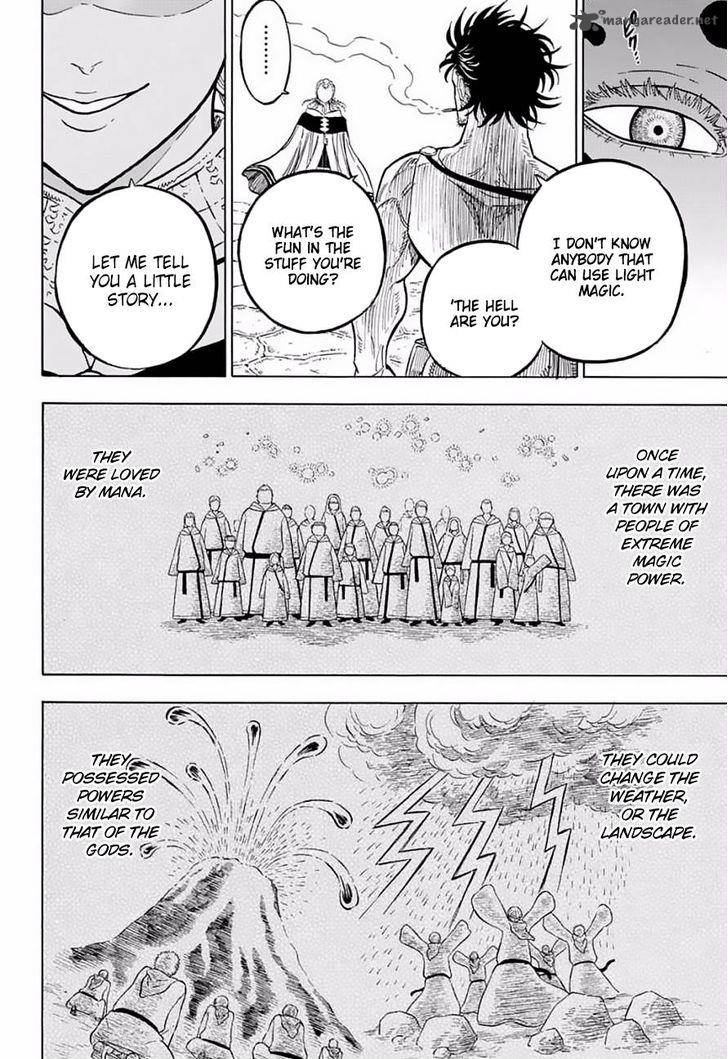 mangareader.net
I DON'T KNOW
ANYBODY
THAT CAN
USE LIGHT
MAGIC.
'THE HELL
ARE YOU?
WHAT'S THE
FUN IN THE
STUFF YOU'RE
DOING?
LET ME TELL
YOU A LITTLE
STORY...
ONCE
UPON A TIME,
THERE WAS
A TOWN WITH
PEOPLE OF
EXTREME
MAGIC
POWER.
THEY
WERE LOVED
BY MANA.
THEY COULD
CHANGE THE
WEATHER,
OR THE
LANDSCAPE.
THEY
POSSESSED
POWERS
SIMILAR TO
THAT OF THE
GODS.